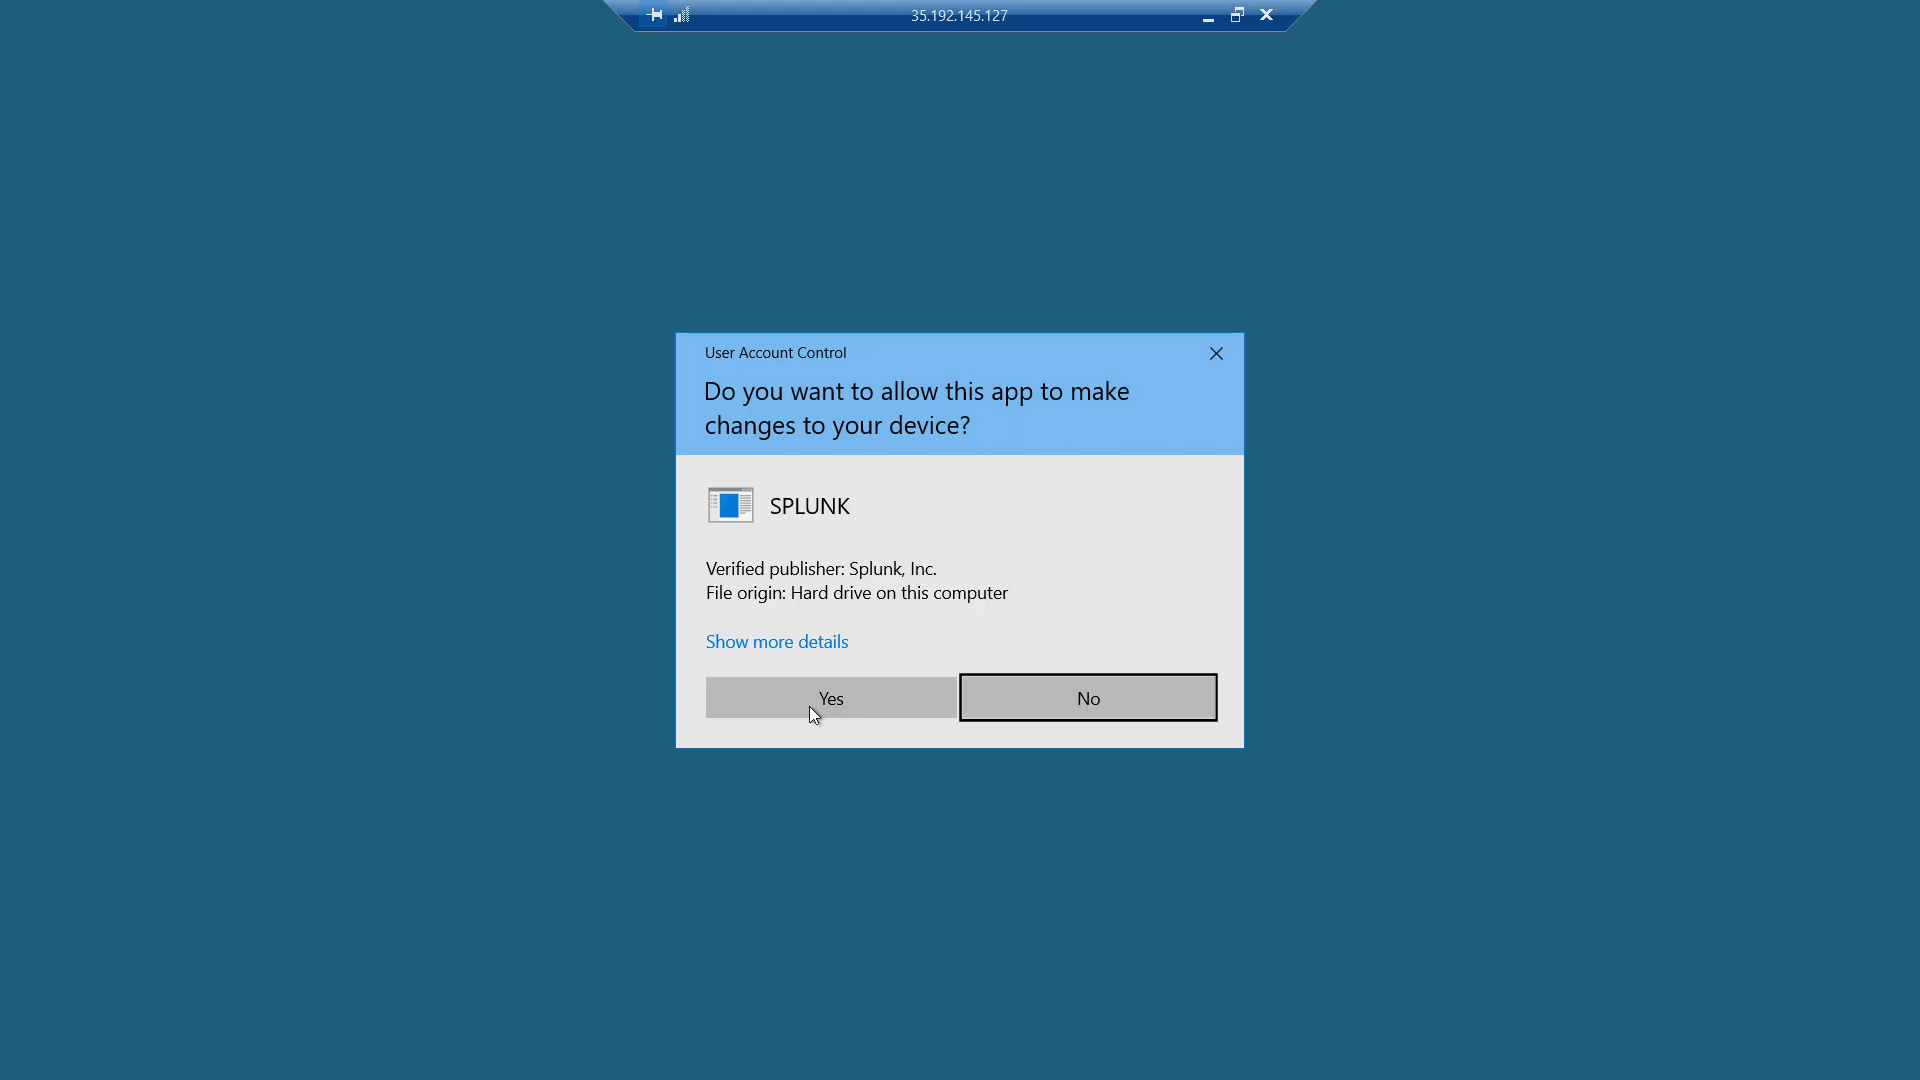 35.192.145.127
User Account Control
Do you want to allow this app to make
changes to your device?
SPLUNK
Verified publisher: Splunk, Inc.
File origin: Hard drive on this computer
Show more details
Yes
No